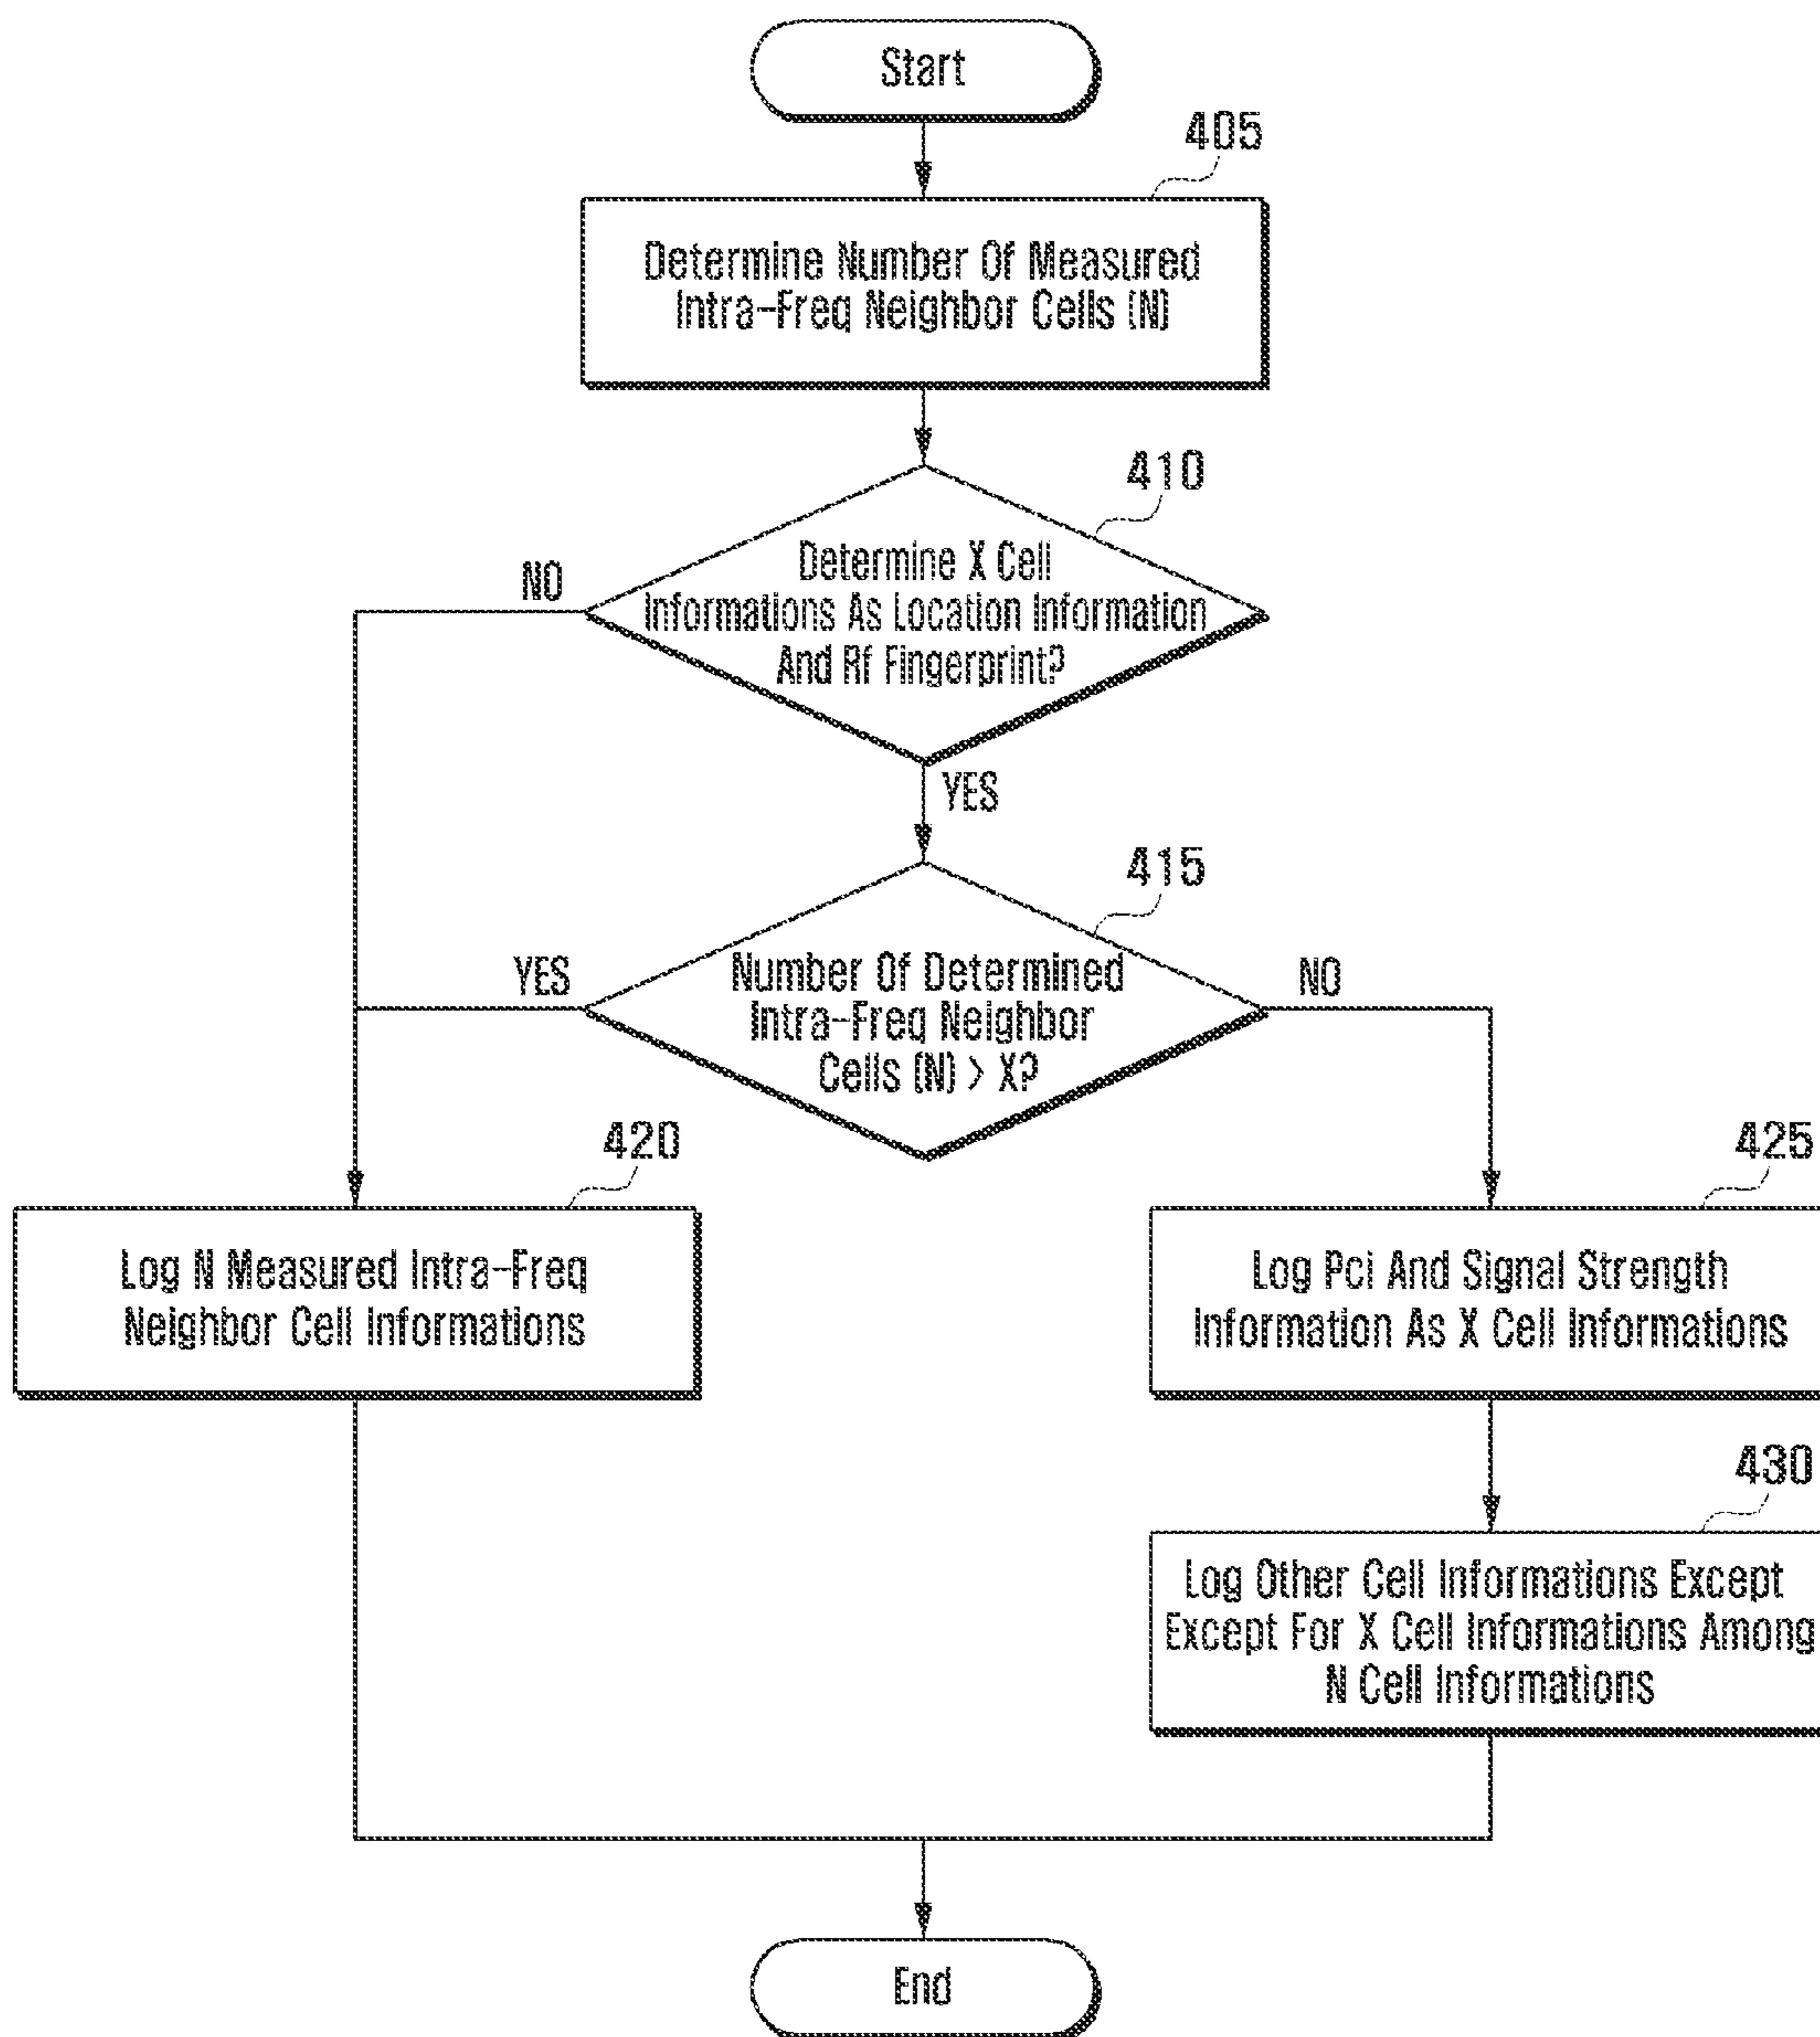 Start
405
Determine Number Of Measured
Intra-Freq Neighbor Cells (N)
410
Determine X Cell
Informations As Location Information
And Rf Fingerprint?
NO
YES
415
Number Of Determined
Intra-Freq Neighbor
Cells (N) > X?
YES
NO
420
Log N Measured Intra-Freq
Neighbor Cell Informations
425
Log Pci And Signal Strength
Information As X Cell Informations
430
Log Other Cell Informations Except
Except For X Cell Informations Among
N Cell Informations
End